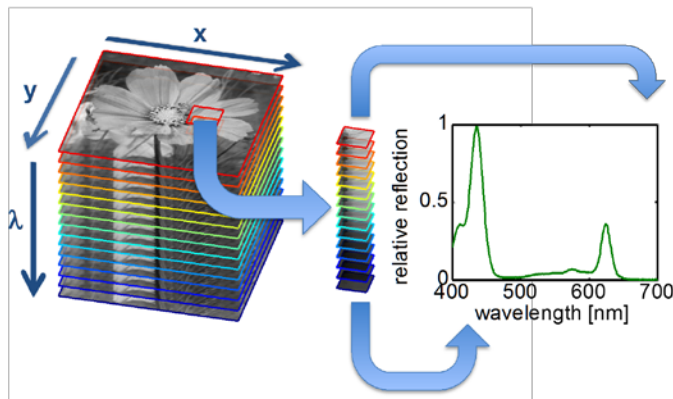 x
y
λ
1
0.5
0
400 500 600 700
relative reflection
wavelength [nm]